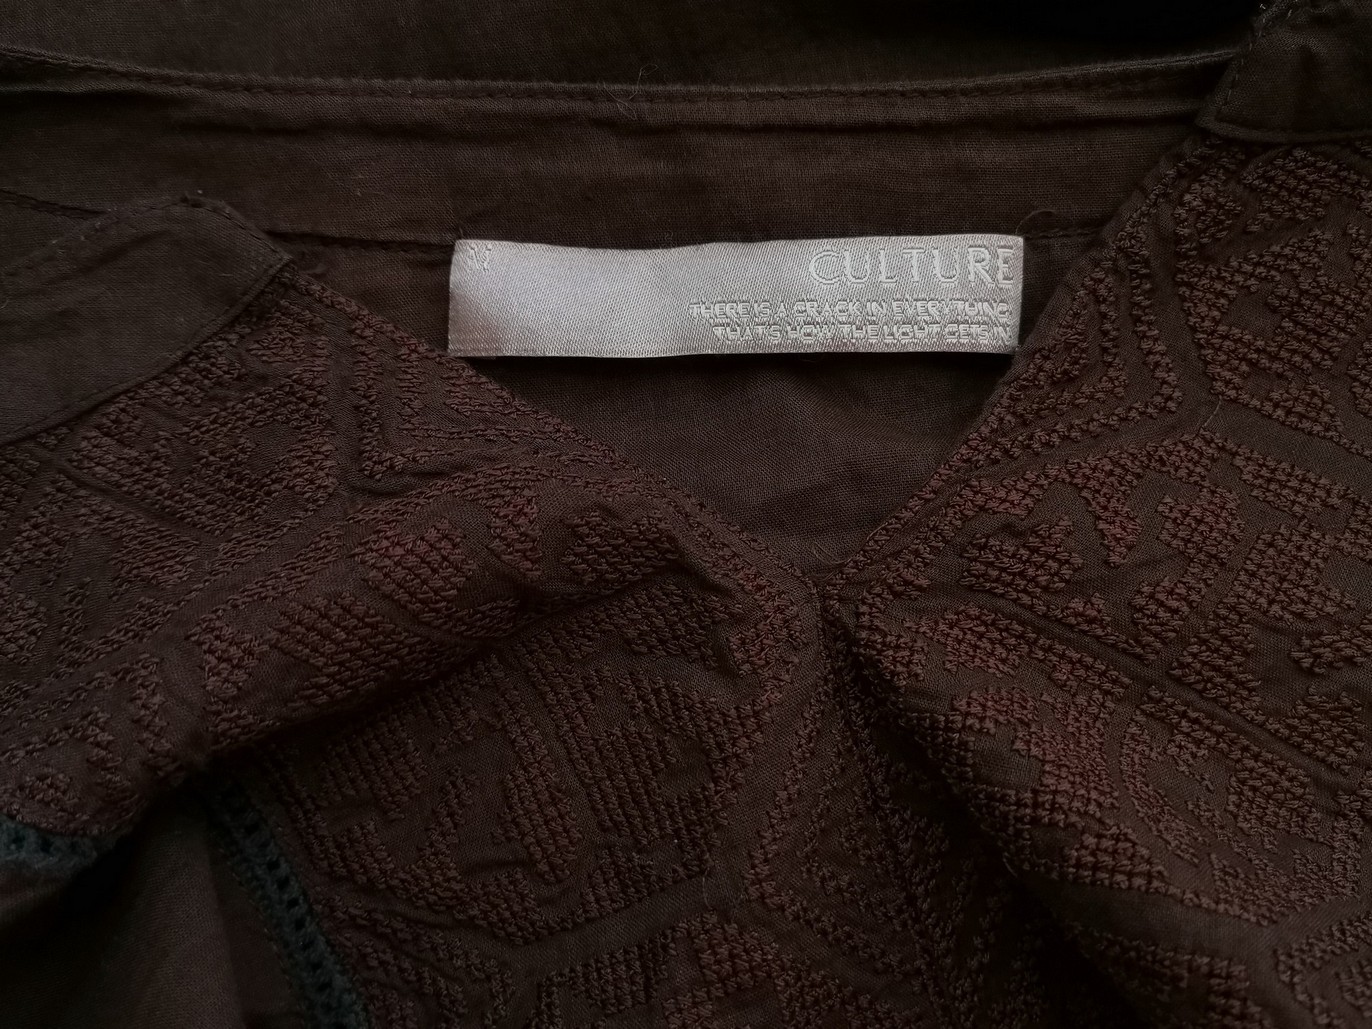 CULTURE
THERE IS A CRACK IN EVERYTHING
THAT'S HOW THE LIGHT GETS IN